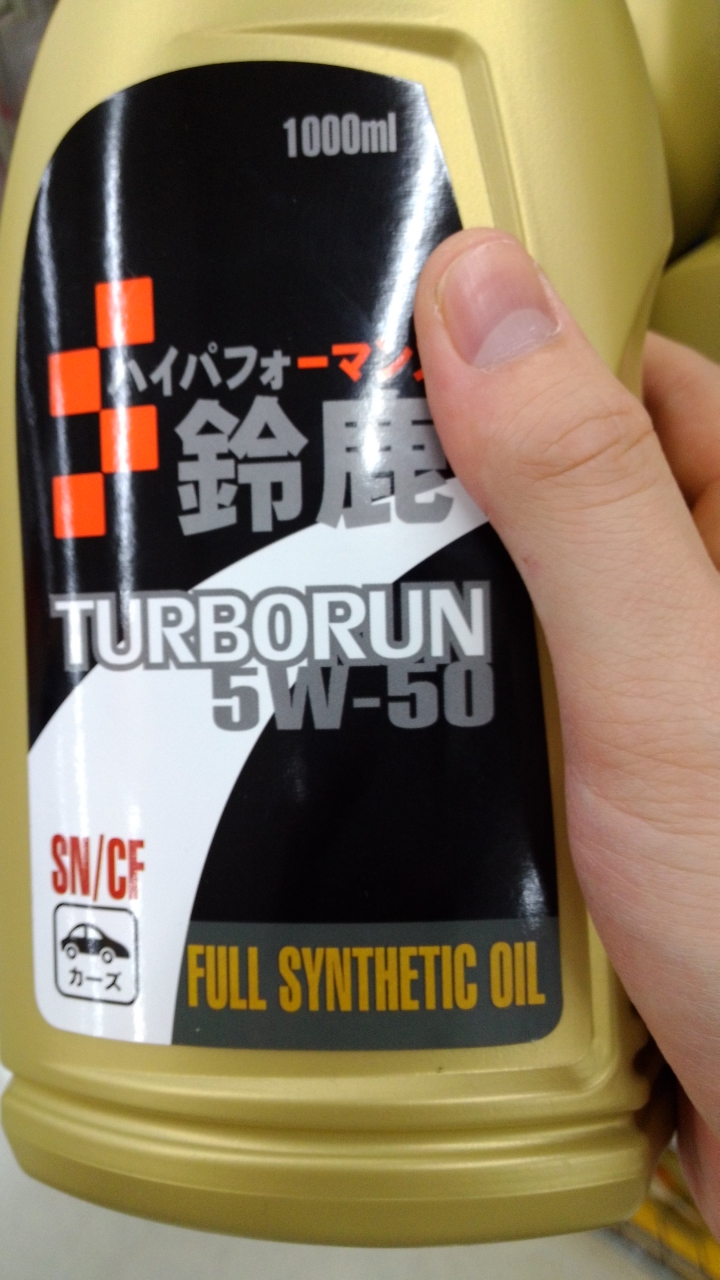 1000ml
ハイパフォーマン
鈴鹿
TURBORUN
5W-50
SN/CF
カーズ
FULL SYNTHETIC OIL